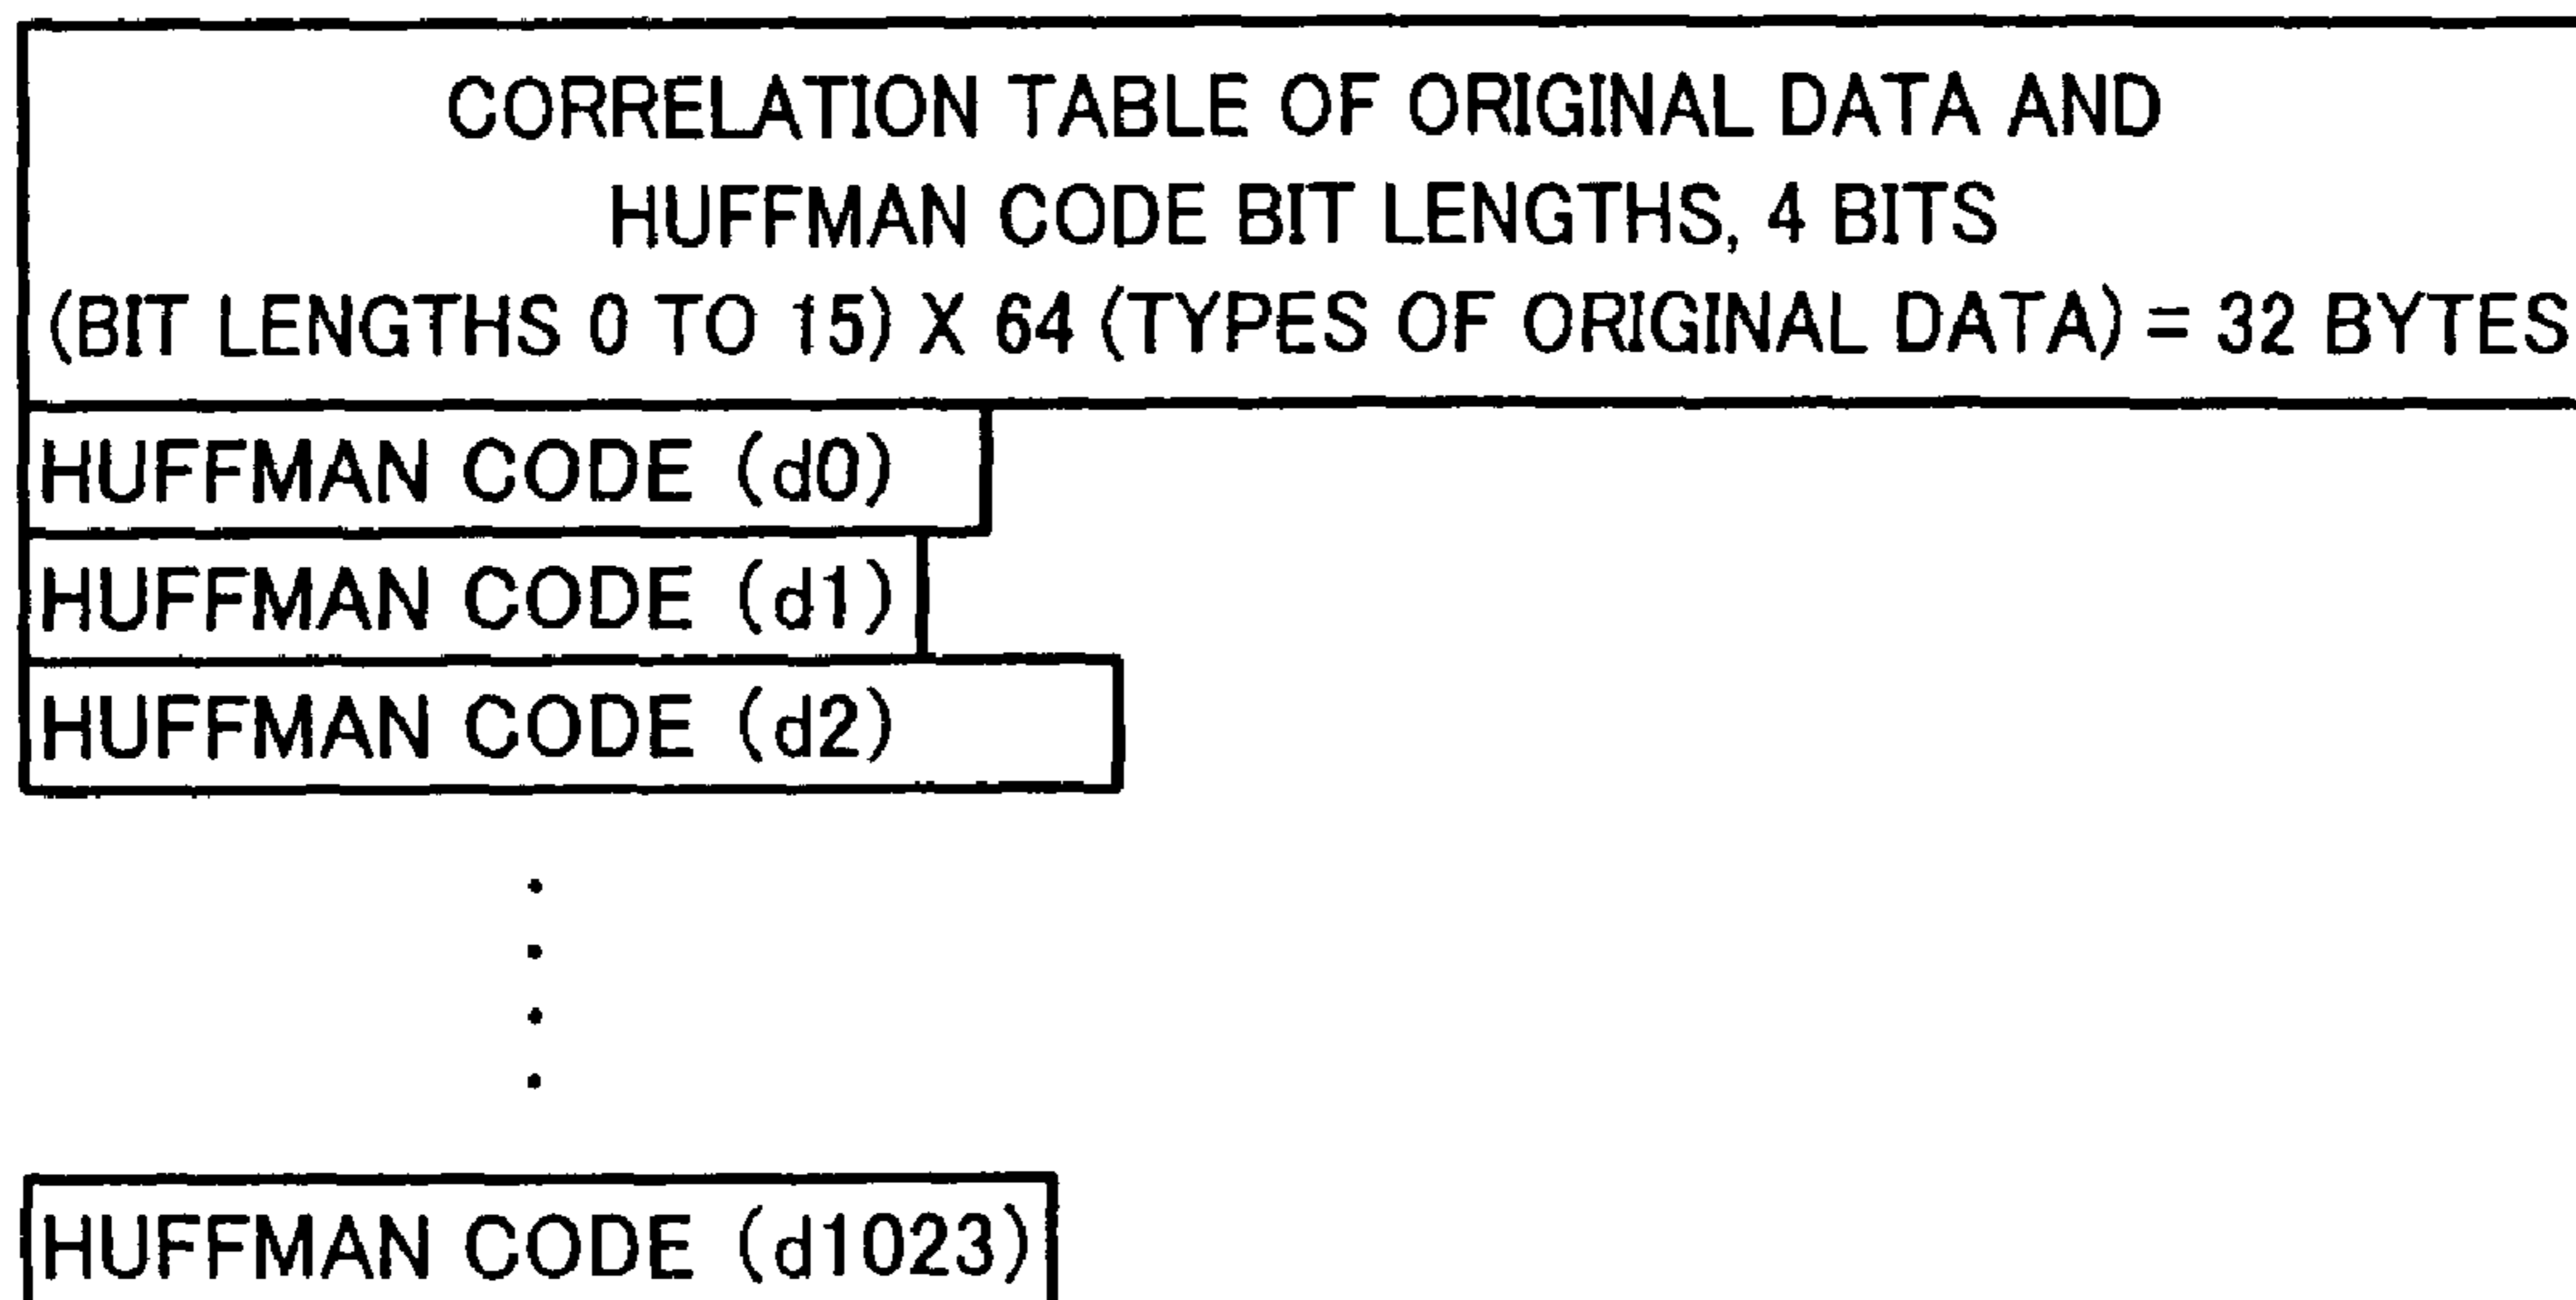 CORRELATION TABLE OF ORIGINAL DATA AND
HUFFMAN CODE BIT LENGTHS, 4 BITS
(BIT LENGTHS 0 TO 15) X 64 (TYPES OF ORIGINAL DATA) = 32 BYTES
HUFFMAN CODE (d0)
HUFFMAN CODE (d1)
HUFFMAN CODE (d2)
HUFFMAN CODE (d1023)